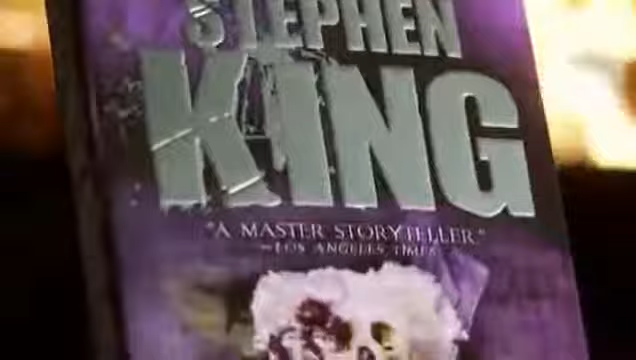 STEPHEN
KING
"A MASTER STORYTELLER."
—LOS ANGELES TIMES